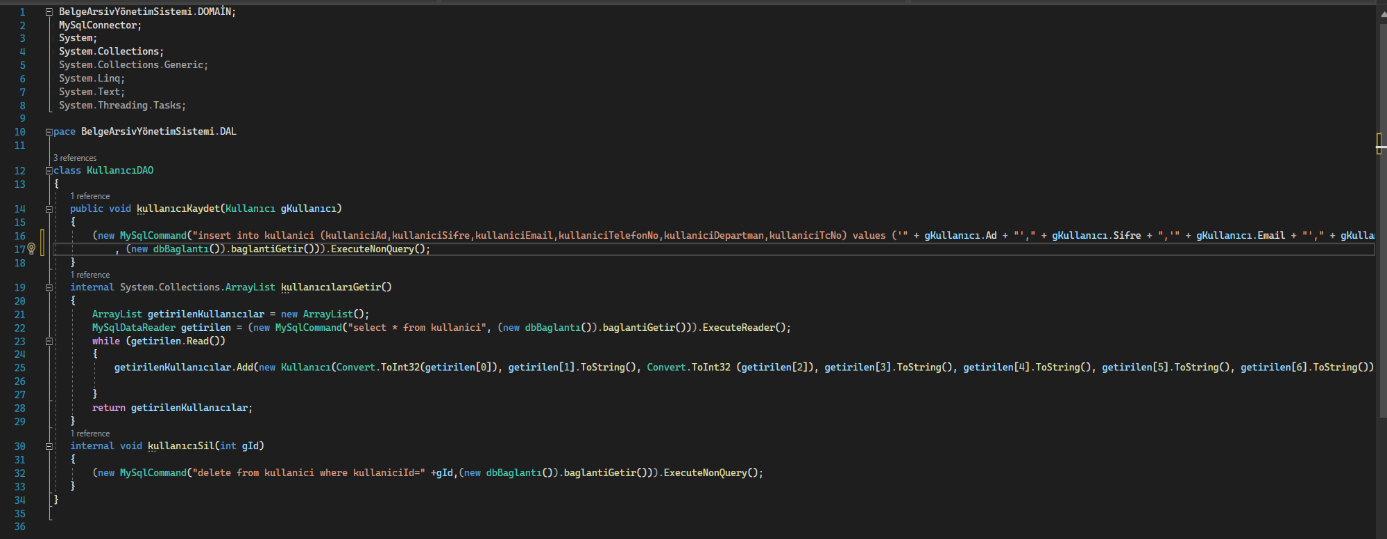 1 BelgeArsivYönetimSistemi.DOMAİN;
2 MySqlConnector;
3 System;
4 System.Collections;
5 System.Collections.Generic;
6 System.Linq;
7 System.Text;
8 System.Threading.Tasks;
9
10 pace BelgeArsivYönetimSistemi.DAL
11
3 references
12 class KullanıcıDAO
13 {
1 reference
14 public void kullanıcıKaydet(Kullanıcı gKullanıcı)
15 {
16 (new MySqlCommand("insert into kullanici (kullaniciAd,kullaniciSifre,kullaniciEmail,kullaniciTelefonNo,kullaniciDepartman,kullaniciTcNo) values ('" + gKullanıcı.Ad + "'," + gKullanıcı.Sifre + ",'" + gKullanıcı.Email + "'," + gKulla
17 , (new dbBaglantı()).baglantiGetir())).ExecuteNonQuery();
18 }
1 reference
19 internal System.Collections.ArrayList kullanıcılarıGetir()
20 {
21 ArrayList getirilenKullanıcılar = new ArrayList();
22 MySqlDataReader getirilen = (new MySqlCommand("select * from kullanici", (new dbBaglantı()).baglantiGetir())).ExecuteReader();
23 while (getirilen.Read())
24 {
25 getirilenKullanıcılar.Add(new Kullanıcı(Convert.ToInt32(getirilen[0]), getirilen[1].ToString(), Convert.ToInt32 (getirilen[2]), getirilen[3].ToString(), getirilen[4].ToString(), getirilen[5].ToString(), getirilen[6].ToString())
26
27 }
28 return getirilenKullanıcılar;
29 }
1 reference
30 internal void kullanıcıSil(int gId)
31 {
32 (new MySqlCommand("delete from kullanici where kullaniciId=" +gId,(new dbBaglantı()).baglantiGetir())).ExecuteNonQuery();
33 }
34 }
35
36